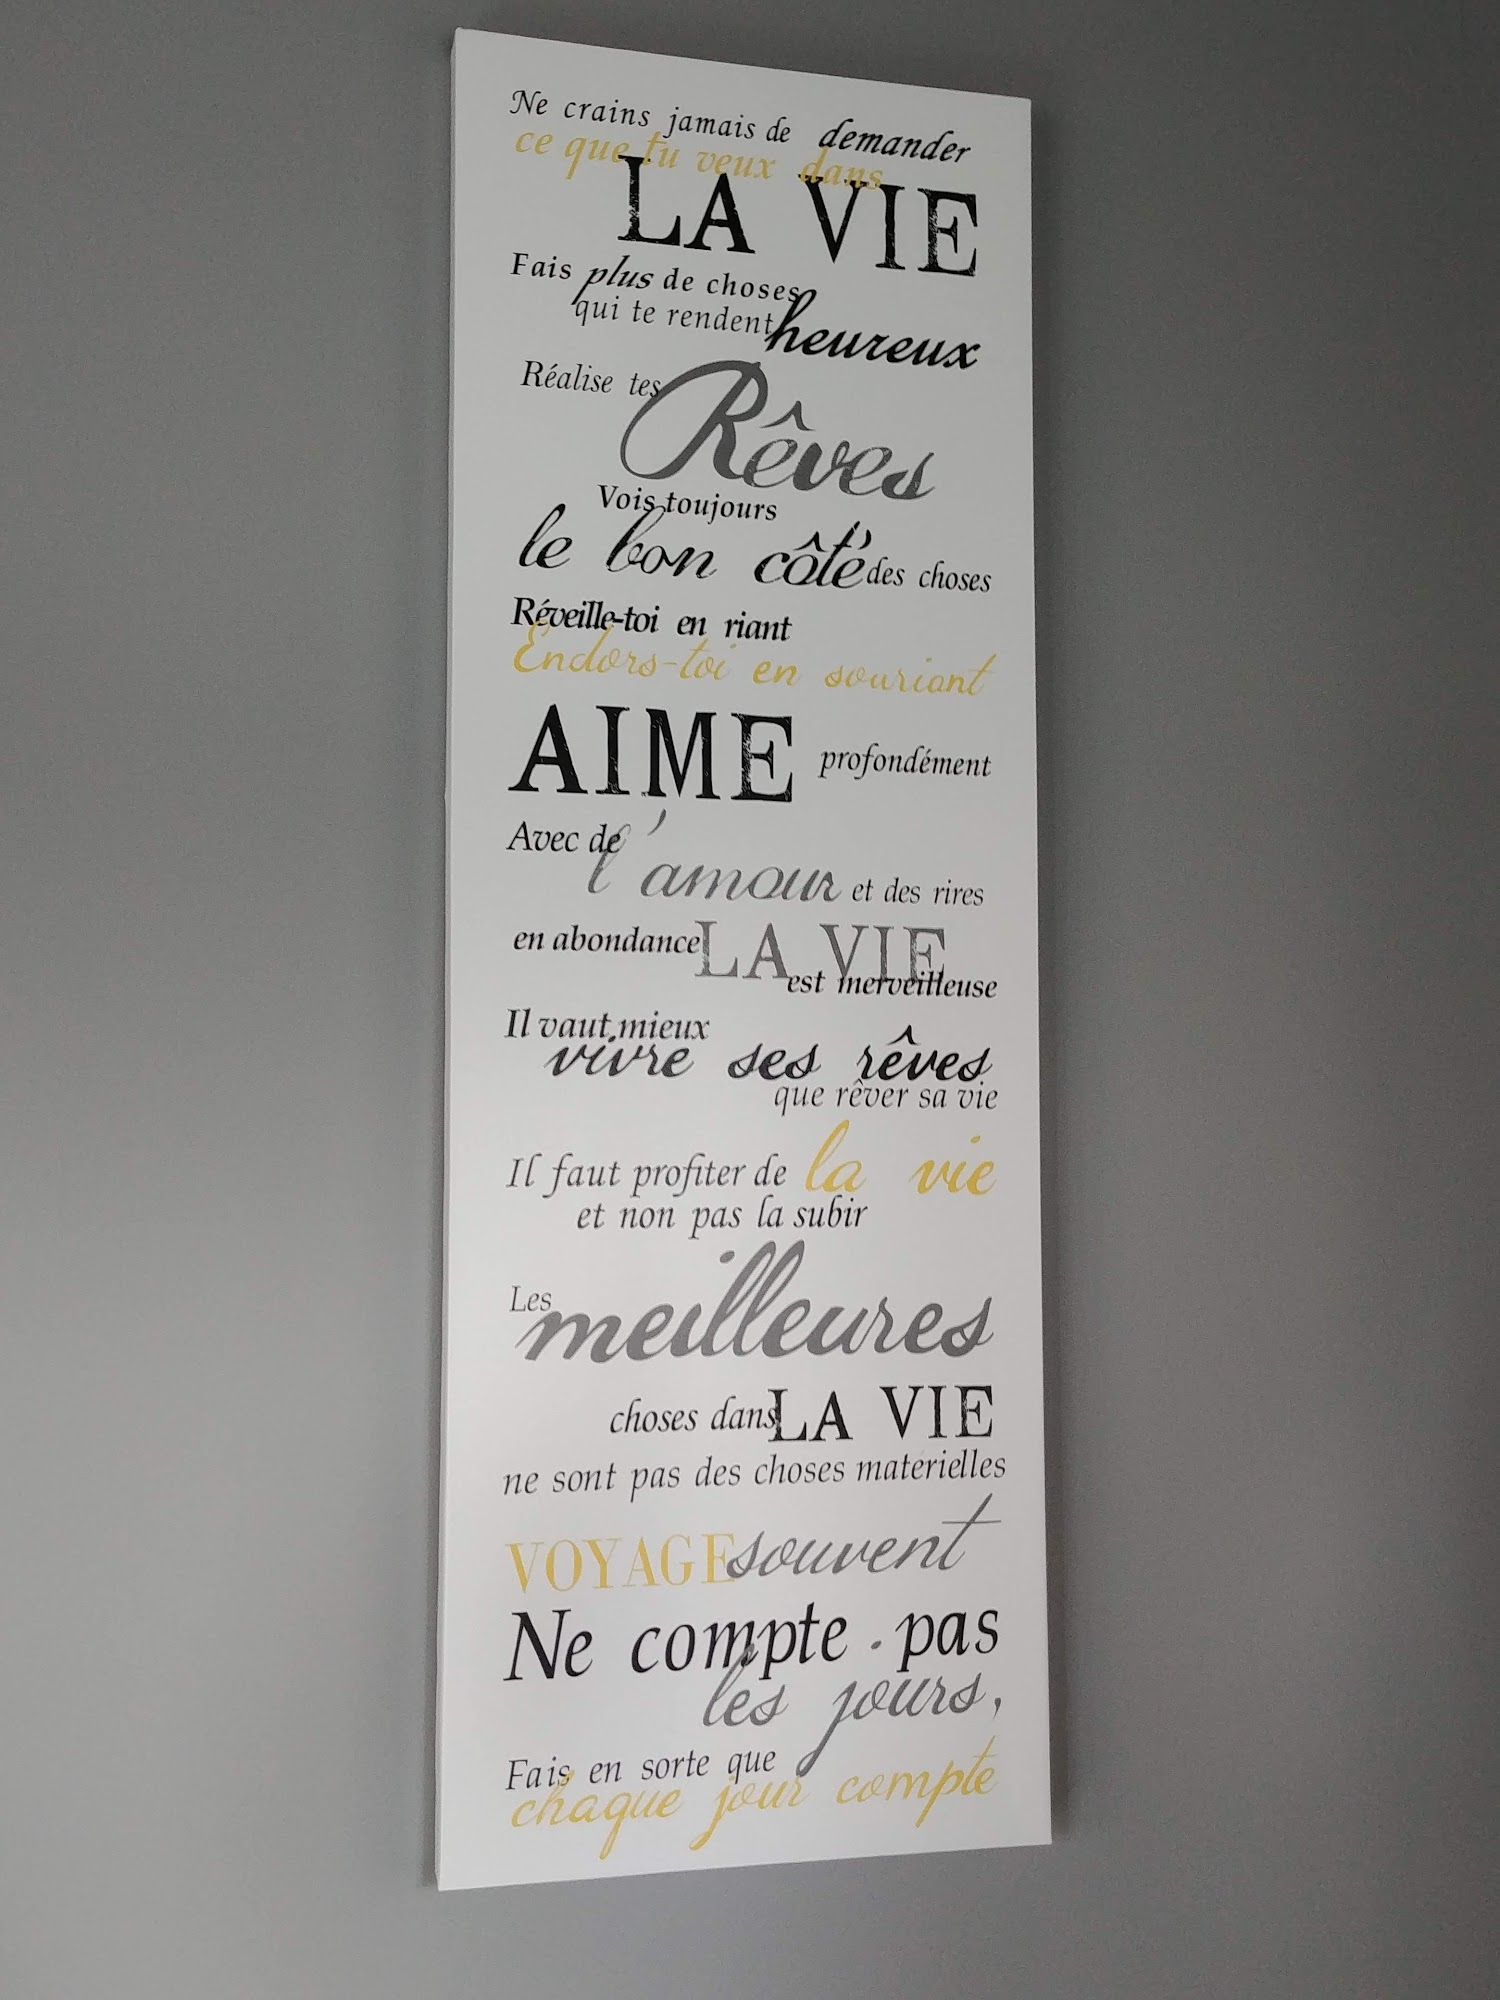 Ne crains jamais de demander
ce que tu veux dans
LA VIE
Fais plus de choses
qui te rendent heureux
Réalise tes
Rêves
Vois toujours
le bon côté des choses
Réveille-toi en riant
Endors-toi en souriant
AIME profondément
Avec de
l'amour et des rires
en abondance LA VIE
est merveilleuse
Il vaut mieux
vivre ses rêves
que rêver sa vie
Il faut profiter de la vie
et non pas la subir
Les
meilleures
choses dans LA VIE
ne sont pas des choses matérielles
VOYAGE souvent
Ne compte pas
les jours,
Fais en sorte que
chaque jour compte